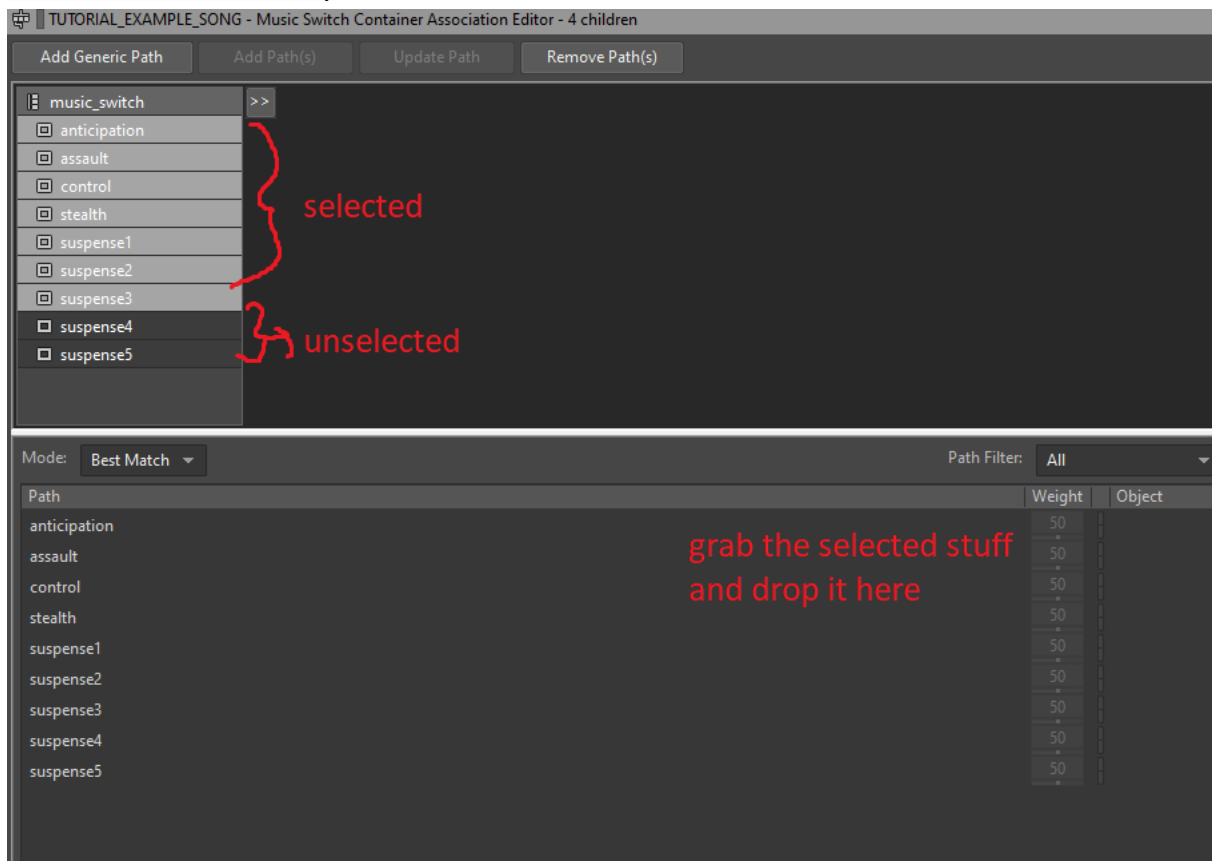 TUTORIAL_EXAMPLE_SONG - Music Switch Container Association Editor - 4 children
Add Generic Path Add Path(s) Update Path Remove Path(s)
music_switch >>
anticipation
assault
control
stealth
selected
suspense1
suspense2
suspense3
suspense4
unselected
suspense5
Mode: Best Match Path Filter: All
Path Weight Object
anticipation 50
assault 50
grab the selected stuff
control 50
and drop it here
stealth 50
suspense1 50
suspense2 50
suspense3 50
suspense4 50
suspense5 50